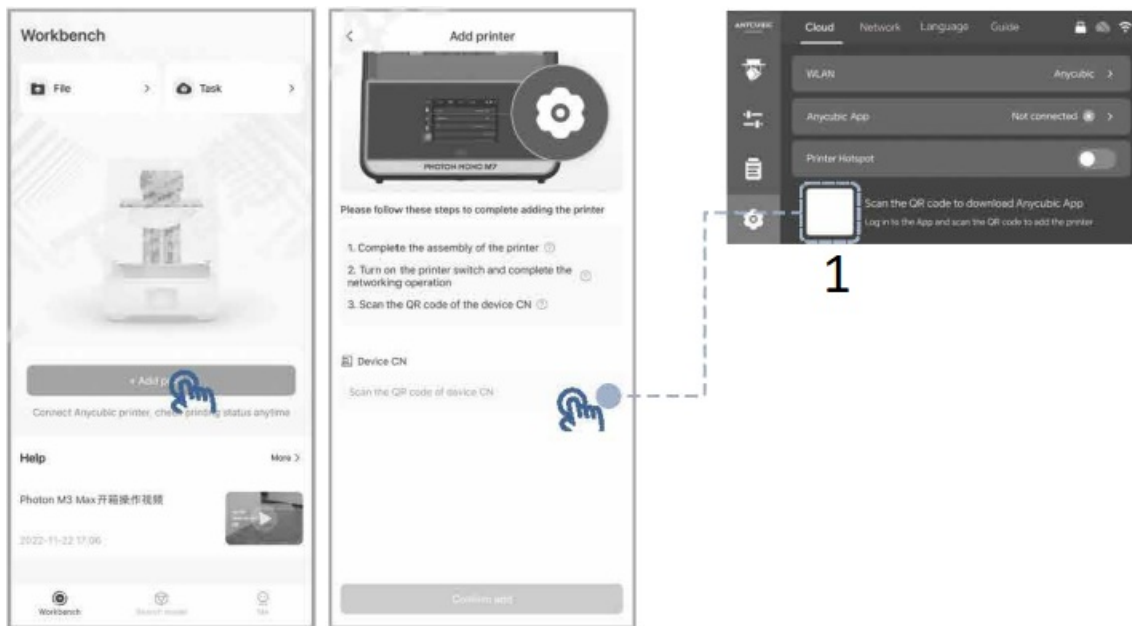 Workbench
File
Task
+ Add p
Connect Anycubic printer, check printing status anytime
Help
More
Photon M3 Max开箱操作视频
2022-11-22 17:06
Workbench
Add printer
PHOTON MONO M7
Please follow these steps to complete adding the printer
1. Complete the assembly of the printer
2. Turn on the printer switch and complete the
networking operation
3. Scan the QR code of the device CN
Device CN
Scan the QR code of device CN
Confirm add
ANYCUBIC
Cloud
Network
Language
Guide
WLAN
Anycubic
Anycubic App
Not connected
Printer Hotspot
Scan the QR code to download Anycubic App
Log in to the App and scan the QR code to add the printer
1